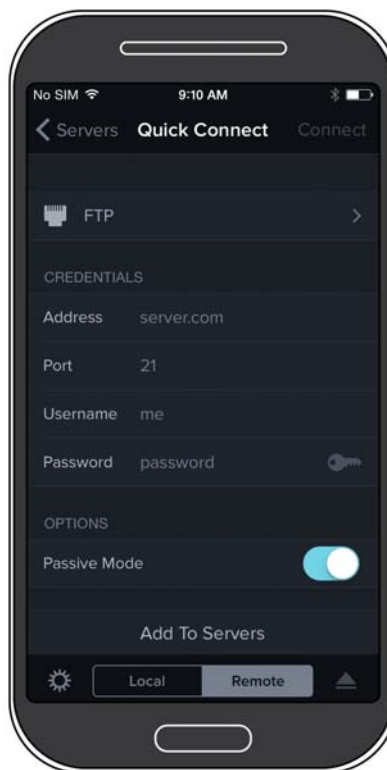 No SIM 9:10 AM
Servers Quick Connect Connect
FTP
CREDENTIALS
Address server.com
Port 21
Username me
Password password
OPTIONS
Passive Mode
Add To Servers
Local Remote